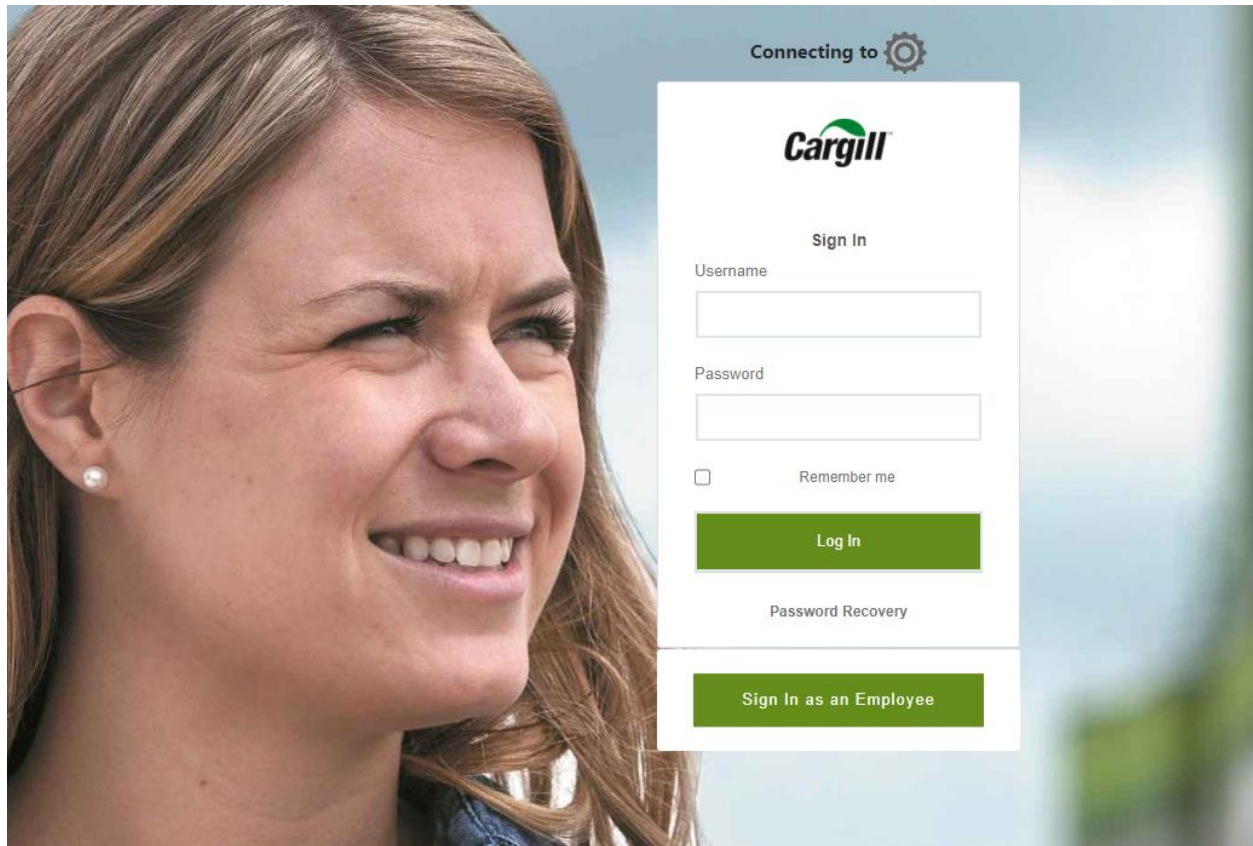 Connecting to
Cargill
Sign In
Username
Password
Remember me
Log In
Password Recovery
Sign In as an Employee